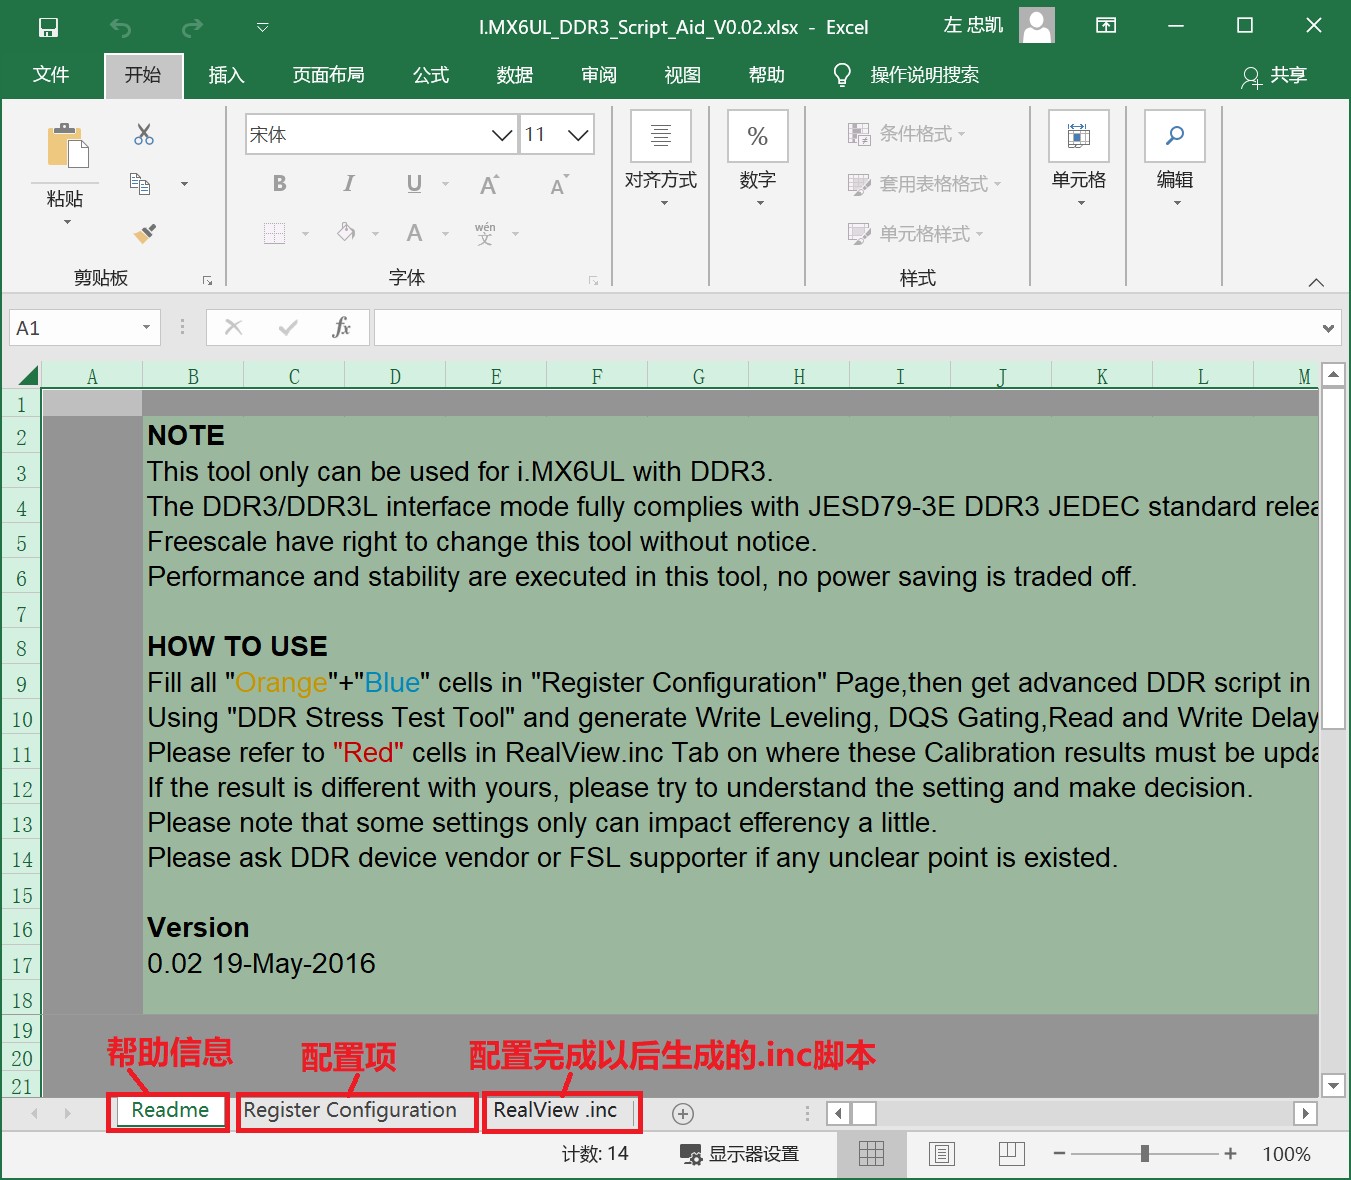 I.MX6UL_DDR3_Script_Aid_V0.02.xlsx - Excel
左 忠凯
文件 开始 插入 页面布局 公式 数据 审阅 视图 帮助 操作说明搜索 共享
宋体 11
% 
条件格式
粘贴
B I U A A
对齐方式 数字
套用表格格式
单元格 编辑
A wén 文
单元格样式
剪贴板 字体 样式
A1 fx
A B C D E F G H I J K L M
1
2 NOTE
3 This tool only can be used for i.MX6UL with DDR3.
4 The DDR3/DDR3L interface mode fully complies with JESD79-3E DDR3 JEDEC standard relea
5 Freescale have right to change this tool without notice.
6 Performance and stability are executed in this tool, no power saving is traded off.
7
8 HOW TO USE
9 Fill all "Orange"+"Blue" cells in "Register Configuration" Page,then get advanced DDR script in
10 Using "DDR Stress Test Tool" and generate Write Leveling, DQS Gating,Read and Write Delay
11 Please refer to "Red" cells in RealView.inc Tab on where these Calibration results must be upda
12 If the result is different with yours, please try to understand the setting and make decision.
13 Please note that some settings only can impact efferency a little.
14 Please ask DDR device vendor or FSL supporter if any unclear point is existed.
15
16 Version
17 0.02 19-May-2016
18
19
20 帮助信息 配置项 配置完成以后生成的.inc脚本
21
Readme Register Configuration RealView .inc
计数: 14 显示器设置 100%